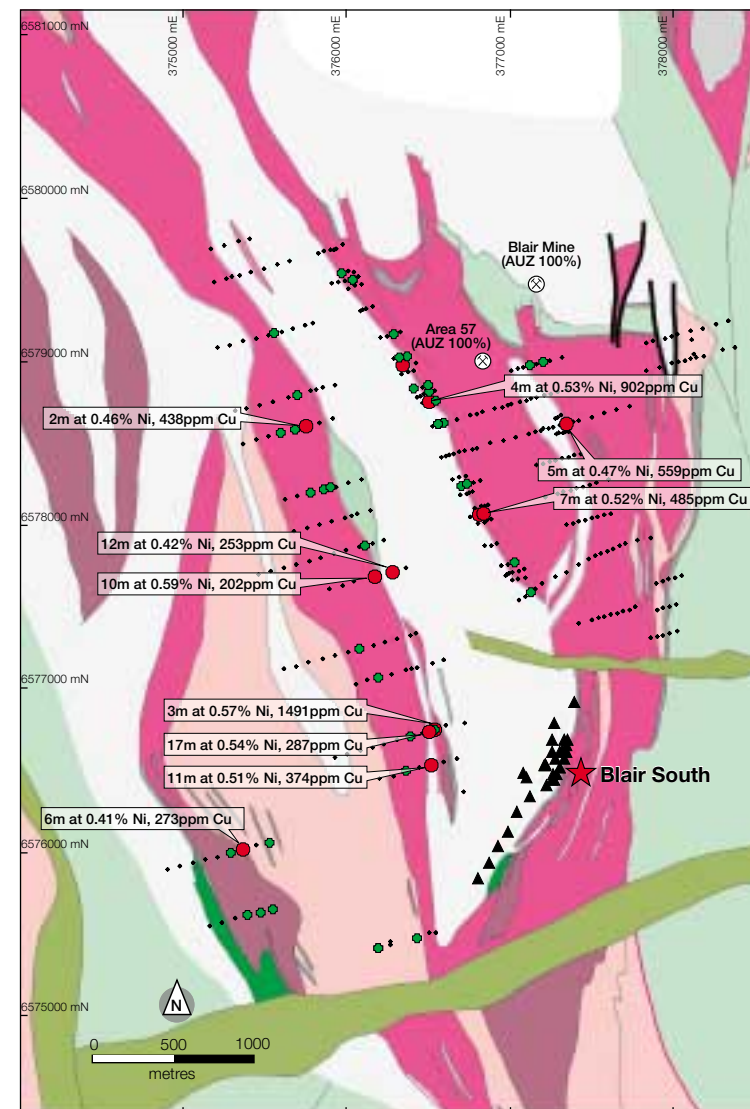 6581000 mN
375000 mE
376000 mE
377000 mE
378000 mE
6580000 mN
Blair Mine
(AUZ 100%)
Area 57
(AUZ 100%)
6579000 mN
4m at 0.53% Ni, 902ppm Cu
2m at 0.46% Ni, 438ppm Cu
5m at 0.47% Ni, 559ppm Cu
7m at 0.52% Ni, 485ppm Cu
6578000 mN
12m at 0.42% Ni, 253ppm Cu
10m at 0.59% Ni, 202ppm Cu
6577000 mN
3m at 0.57% Ni, 1491ppm Cu
17m at 0.54% Ni, 287ppm Cu
11m at 0.51% Ni, 374ppm Cu
Blair South
6m at 0.41% Ni, 273ppm Cu
6576000 mN
6575000 mN
N
0 500 1000
metres